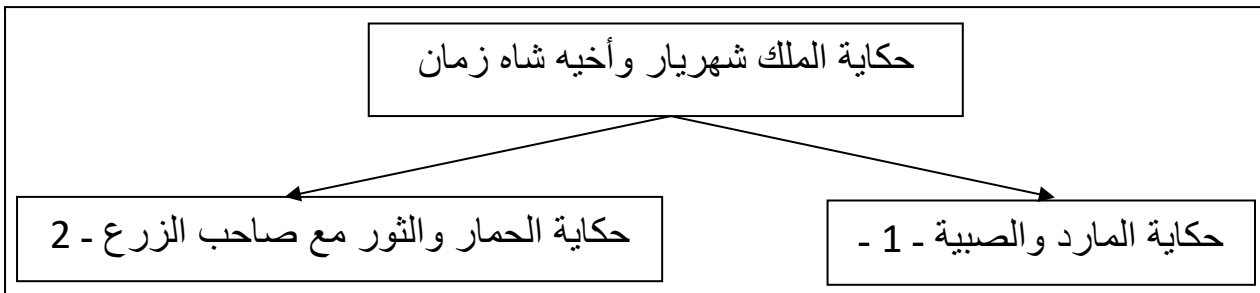 حكاية الملك شهريار وأخيه شاه زمان
حكاية المارد والصبية ـ 1 ـ
حكاية الحمار والثور مع صاحب الزرع ـ 2